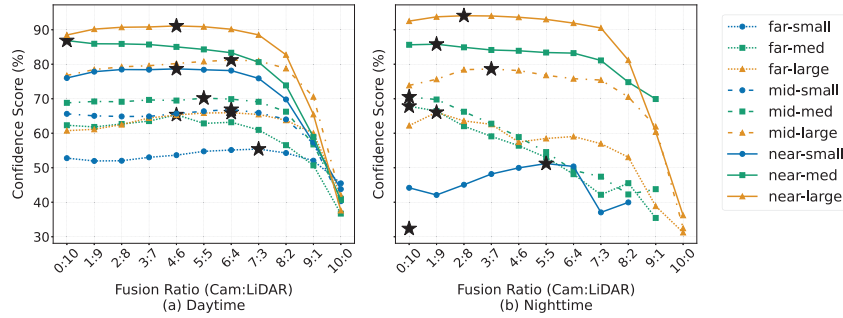 Confidence Score (%)
90
80
70
60
50
40
30
0:10
1:9
2:8
3:7
4:6
5:5
6:4
7:3
8:2
9:1
10:0
Fusion Ratio (Cam:LiDAR)
(a) Daytime
Confidence Score (%)
90
80
70
60
50
40
30
0:10
1:9
2:8
3:7
4:6
5:5
6:4
7:3
8:2
9:1
10:0
Fusion Ratio (Cam:LiDAR)
(b) Nighttime
far-small
far-med
far-large
mid-small
mid-med
mid-large
near-small
near-med
near-large